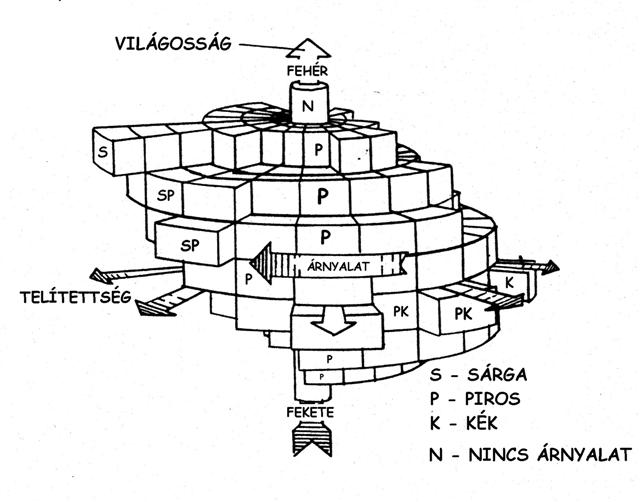 VILÁGOSSÁG
FEHÉR
N
S
P
SP
P
SP
P
ÁRNYALAT
P
K
TELÍTETTSÉG
PK
PK
P
P
FEKETE
S - SÁRGA
P - PIROS
K - KÉK
N - NINCS ÁRNYALAT